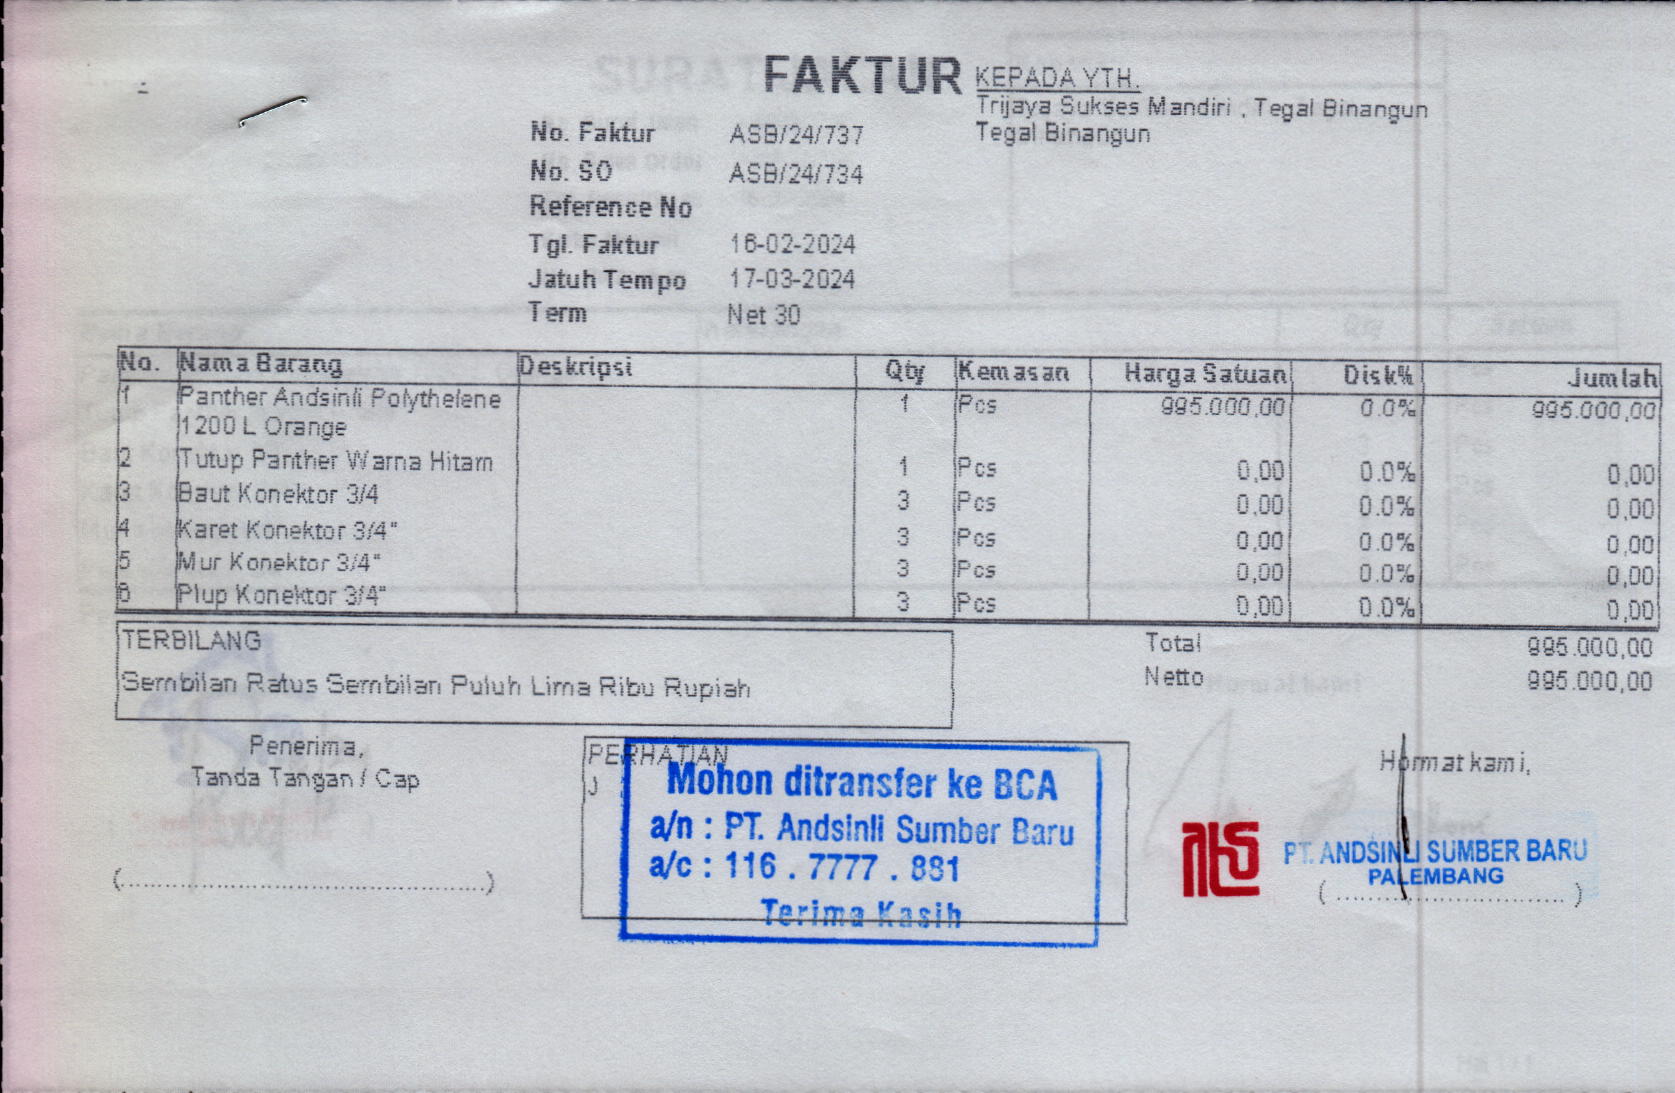 FAKTUR
KEPADA YTH.
Trijaya Sukses Mandiri , Tegal Binangun
Tegal Binangun
No. Faktur ASB/24/737
No. SO ASB/24/734
Reference No
Tgl. Faktur 16-02-2024
Jatuh Tempo 17-03-2024
Term Net 30
No. Nama Barang Deskripsi Qty Kemasan Harga Satuan Disk% Jumlah
1 Panther Andsinli Polythelene 1 Pcs 995.000,00 0.0% 995.000,00
1200 L Orange
2 Tutup Panther Warna Hitam 1 Pcs 0,00 0.0% 0,00
3 Baut Konektor 3/4 3 Pcs 0,00 0.0% 0,00
4 Karet Konektor 3/4" 3 Pcs 0,00 0.0% 0,00
5 Mur Konektor 3/4" 3 Pcs 0,00 0.0% 0,00
6 Plup Konektor 3/4" 3 Pcs 0,00 0.0% 0,00
TERBILANG
Sembilan Ratus Sembilan Puluh Lima Ribu Rupiah
Total 995.000,00
Netto 995.000,00
Penerima,
Tanda Tangan / Cap
(................................................)
PERHATIAN
J
Mohon ditransfer ke BCA
a/n : PT. Andsinli Sumber Baru
a/c : 116 . 7777 . 881
Terima Kasih
Hormat kami,
PT. ANDSINLI SUMBER BARU
PALEMBANG
(..............................)